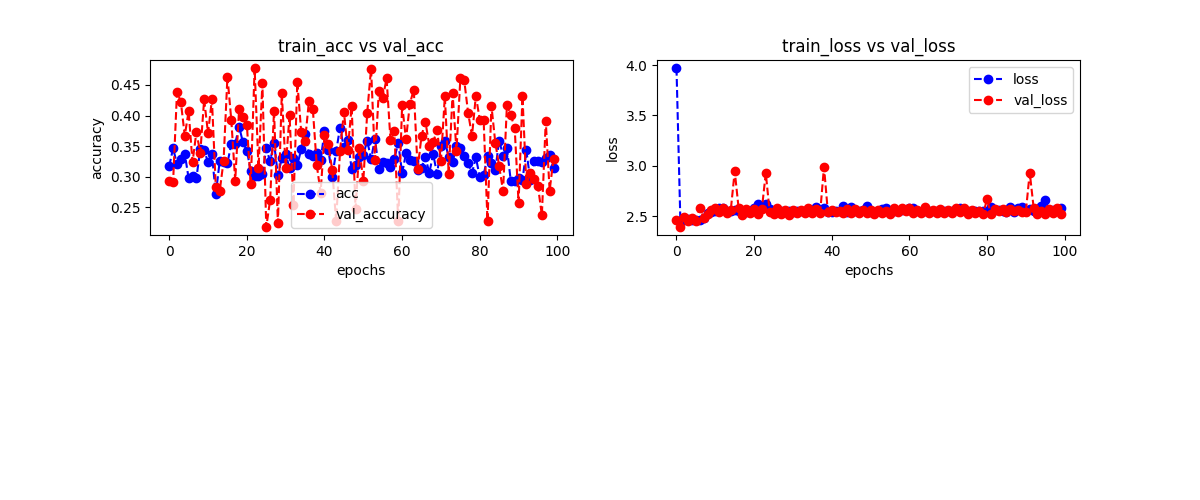 train_acc vs val_acc
accuracy
0.45
0.40
0.35
0.30
0.25
acc
val_accuracy
0 20 40 60 80 100
epochs
train_loss vs val_loss
loss
4.0
3.5
3.0
2.5
loss
val_loss
0 20 40 60 80 100
epochs